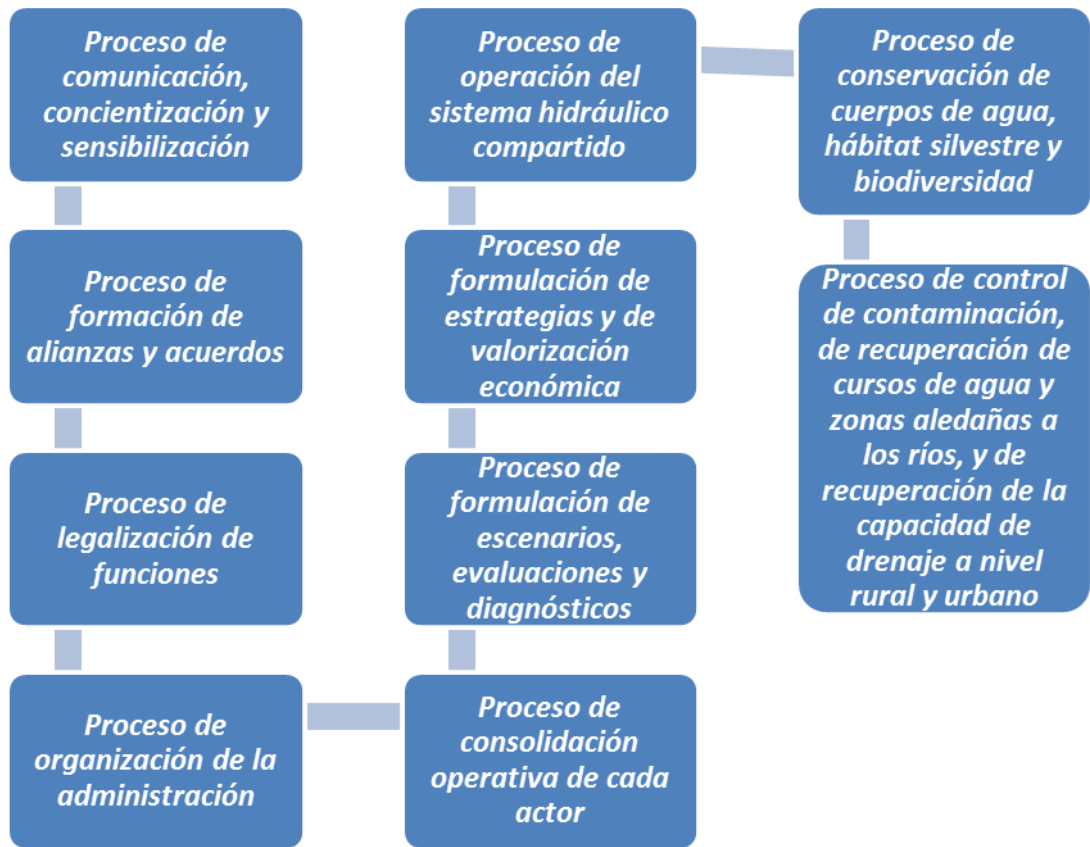 Proceso de
comunicación,
concientización y
sensibilización
Proceso de
formación de
alianzas y acuerdos
Proceso de
legalización de
funciones
Proceso de
organización de la
administración
Proceso de
consolidación
operativa de cada
actor
Proceso de
formulación de
escenarios,
evaluaciones y
diagnósticos
Proceso de
formulación de
estrategias y de
valorización
económica
Proceso de
operación del
sistema hidráulico
compartido
Proceso de
conservación de
cuerpos de agua,
hábitat silvestre y
biodiversidad
Proceso de control
de contaminación,
de recuperación de
cursos de agua y
zonas aledañas a
los ríos, y de
recuperación de la
capacidad de
drenaje a nivel
rural y urbano